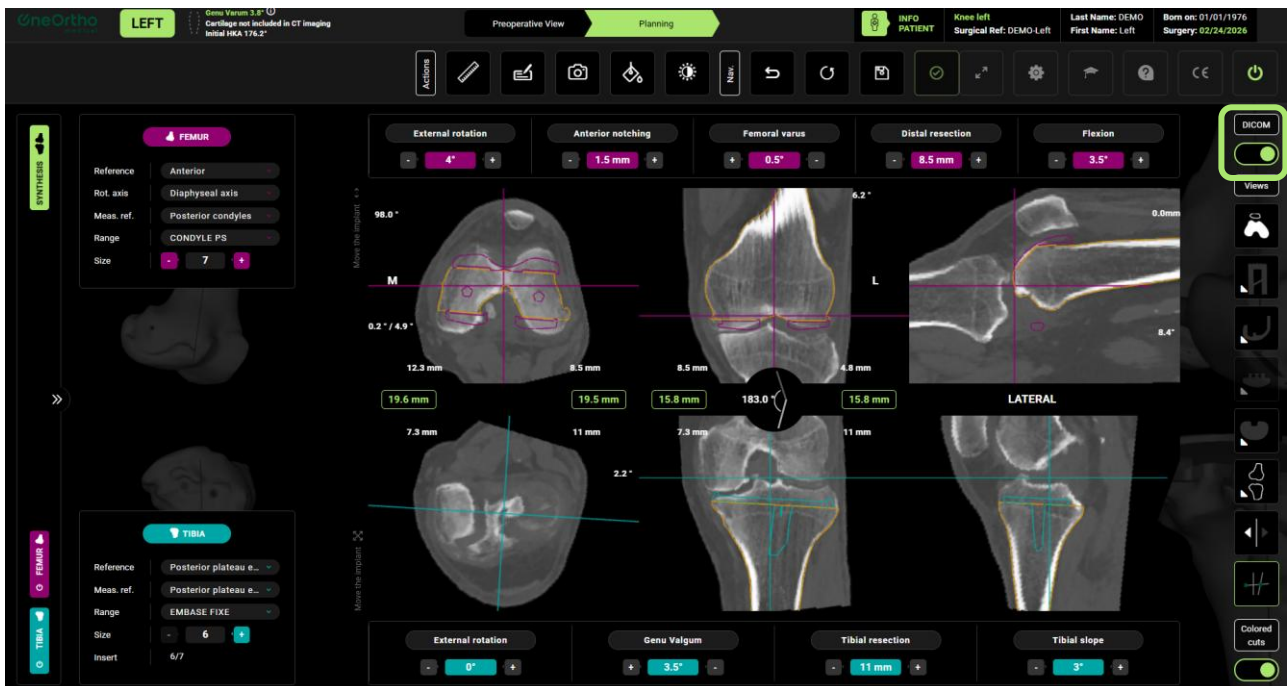 OneOrtho
LEFT
Genu Varum 3.8°
Cartilage not included in CT imaging
Initial HKA 176.2°
Preoperative View
Planning
INFO
PATIENT
Knee left
Surgical Ref: DEMO-Left
Last Name: DEMO
First Name: Left
Born on: 01/01/1976
Surgery: 02/24/2026
Actions
Nav.
CE
SYNTHESIS
FEMUR
Reference Anterior
Rot. axis Diaphyseal axis
Meas. ref. Posterior condyles
Range CONDYLE PS
Size - 7 +
External rotation
- 4° +
Anterior notching
- 1.5 mm +
Femoral varus
+ 0.5° -
Distal resection
- 8.5 mm +
Flexion
- 3.5° +
DICOM
Views
Move the implant
98.0 °
M
0.2 ° / 4.9 °
12.3 mm
8.5 mm
6.2 °
L
8.5 mm
4.8 mm
0.0mm
8.4°
19.6 mm
19.5 mm
15.8 mm
183.0 °
15.8 mm
LATERAL
7.3 mm
11 mm
7.3 mm
11 mm
2.2 °
Move the implant
FEMUR
TIBIA
TIBIA
Reference Posterior plateau e...
Meas. ref. Posterior plateau e...
Range EMBASE FIXE
Size - 6 +
Insert 6/7
External rotation
- 0° +
Genu Valgum
+ 3.5° -
Tibial resection
- 11 mm +
Tibial slope
- 3° +
Colored
cuts